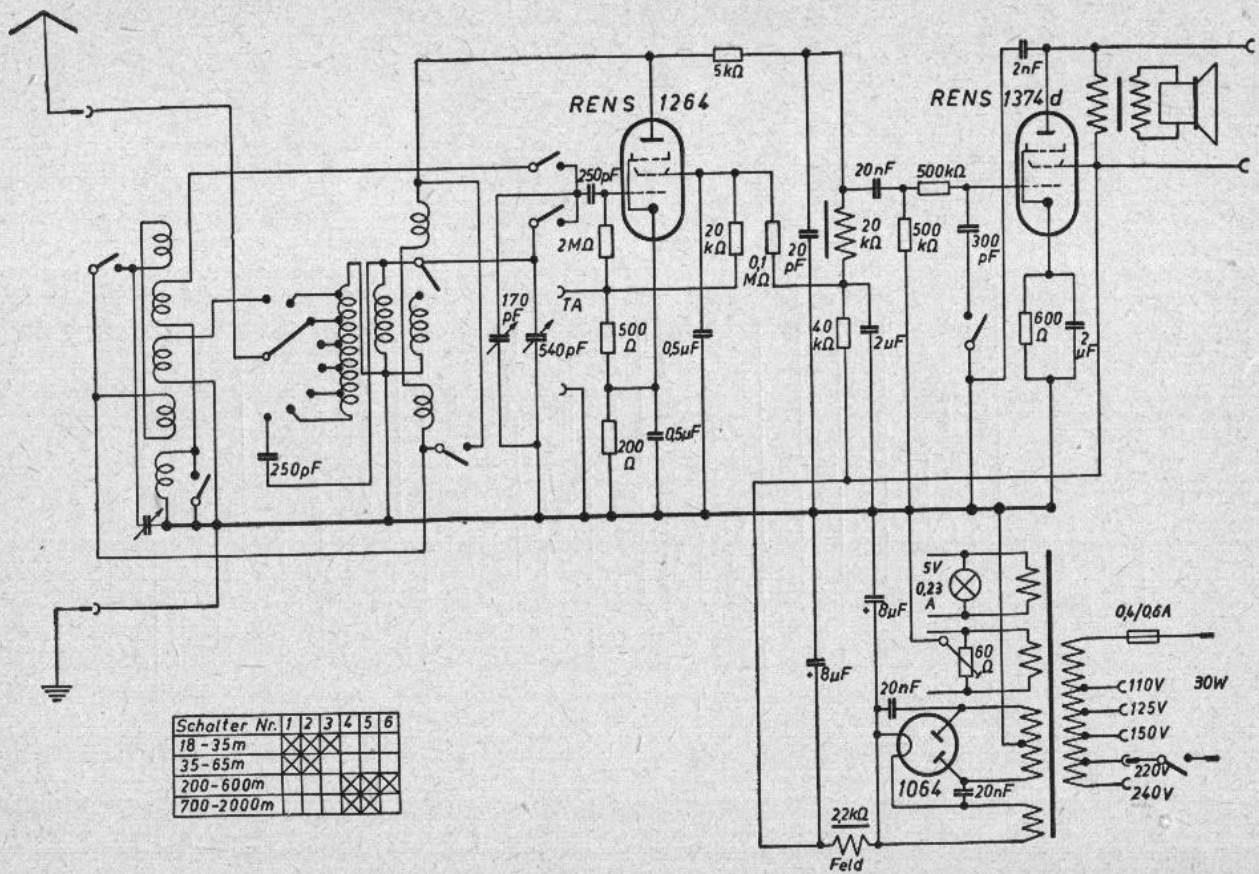 5kΩ
2nF
RENS 1264
RENS 1374d
250pF
20nF
500kΩ
2MΩ
20
kΩ
0,1
MΩ
20
pF
20
kΩ
500
kΩ
300
pF
TA
170
pF
540pF
500
Ω
0,5µF
40
kΩ
2µF
600
Ω
2
µF
250pF
200
Ω
0,5µF
5V
0,23
A
8µF
60
Ω
0,4/0,6A
30W
110V
125V
150V
220V
240V
+8µF
20nF
1064
20nF
2,2kΩ
Feld
Schalter Nr. 1 2 3 4 5 6
18-35m
35-65m
200-600m
700-2000m